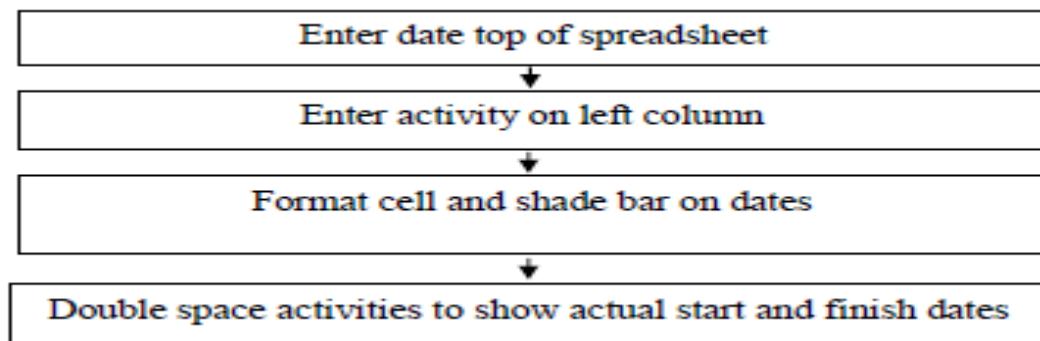 Enter date top of spreadsheet
Enter activity on left column
Format cell and shade bar on dates
Double space activities to show actual start and finish dates